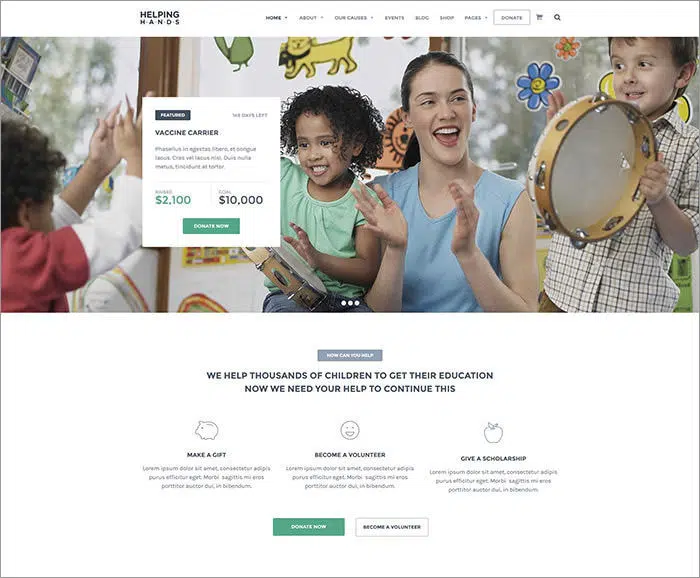 HELPING
HANDS
HOME ABOUT OUR CAUSES EVENTS BLOG SHOP PAGES DONATE
FEATURED
DAYS LEFT
VACCINE CARRIER
Phasellus in egestas libero, et congue
lacus. Cras vel lacus nisl. Duis nulla
metus, tincidunt at tortor.
RAISED GOAL
$2,100 $10,000
DONATE NOW
HOW CAN YOU HELP
WE HELP THOUSANDS OF CHILDREN TO GET THEIR EDUCATION
NOW WE NEED YOUR HELP TO CONTINUE THIS
MAKE A GIFT
Lorem ipsum dolor sit amet, consectetur adipis
purus efficitur eget. Morbi sagittis mi eros
porttitor auctor dui, in bibendum.
BECOME A VOLUNTEER
Lorem ipsum dolor sit amet, consectetur adipis
purus efficitur eget. Morbi sagittis mi eros
porttitor auctor dui, in bibendum.
GIVE A SCHOLARSHIP
Lorem ipsum dolor sit amet, consectetur adipis
purus efficitur eget. Morbi sagittis mi eros
porttitor auctor dui, in bibendum.
DONATE NOW BECOME A VOLUNTEER